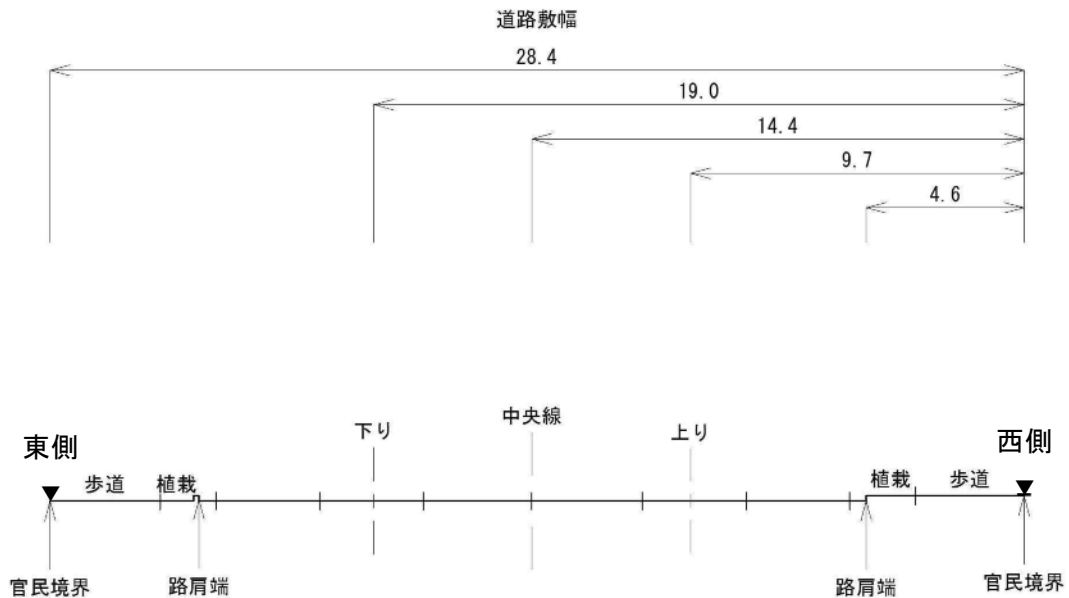 道路敷幅
28.4
19.0
14.4
9.7
4.6
中央線
下り
上り
東側
西側
歩道
植栽
植栽
歩道
官民境界
路肩端
路肩端
官民境界